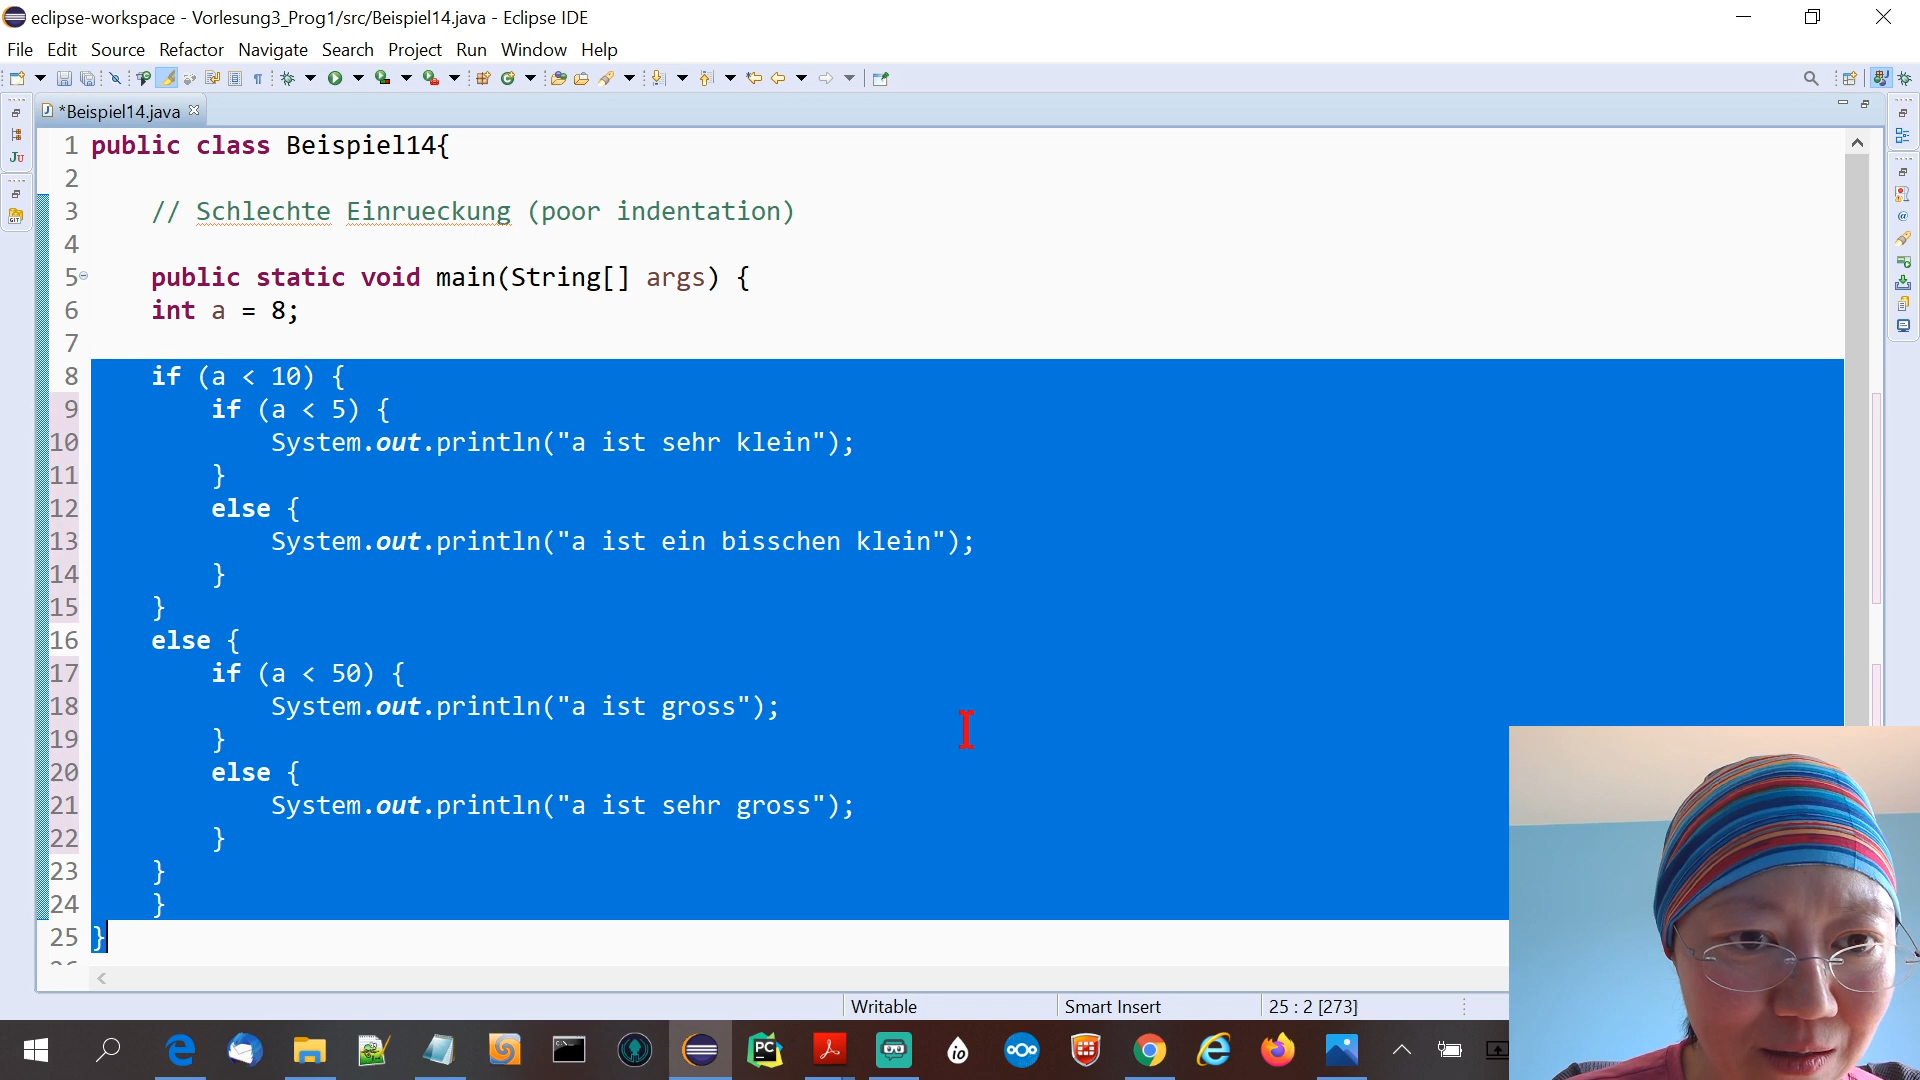 eclipse-workspace - Vorlesung3_Prog1/src/Beispiel14.java - Eclipse IDE
File Edit Source Refactor Navigate Search Project Run Window Help
*Beispiel14.java
1 public class Beispiel14{
2
3 // Schlechte Einrueckung (poor indentation)
4
5 public static void main(String[] args) {
6 int a = 8;
7
8 if (a < 10) {
9 if (a < 5) {
10 System.out.println("a ist sehr klein");
11 }
12 else {
13 System.out.println("a ist ein bisschen klein");
14 }
15 }
16 else {
17 if (a < 50) {
18 System.out.println("a ist gross");
19 }
20 else {
21 System.out.println("a ist sehr gross");
22 }
23 }
24 }
25 }
Writable Smart Insert 25 : 2 [273]